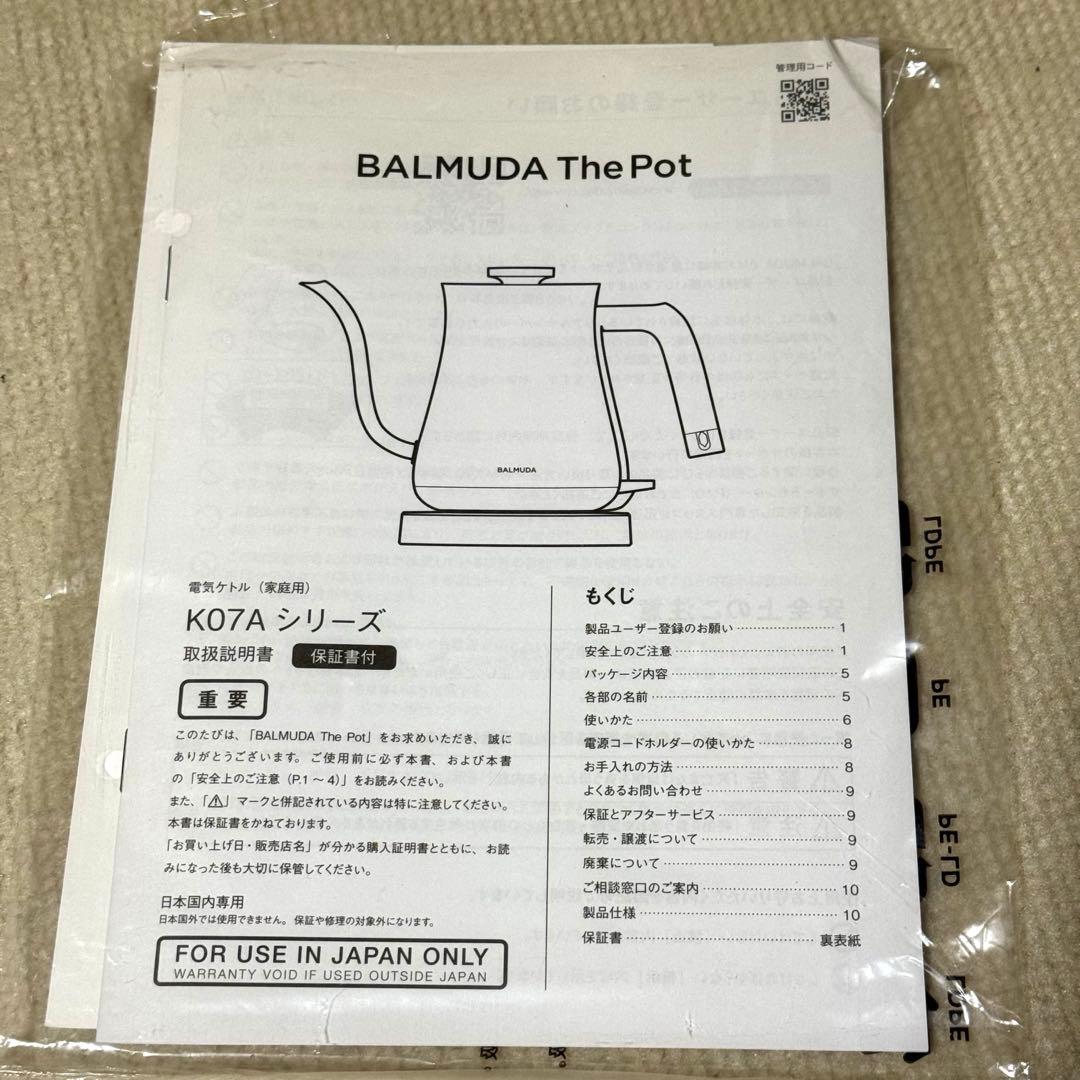 管理用コード
BALMUDA The Pot
BALMUDA
電気ケトル（家庭用）
K07A シリーズ
取扱説明書 保証書付
重要
このたびは、「BALMUDA The Pot」をお求めいただき、誠に
ありがとうございます。ご使用前に必ず本書、および本書
の「安全上のご注意（P.1～4）」をお読みください。
また、「⚠」マークと併記されている内容は特に注意してください。
本書は保証書をかねております。
「お買い上げ日・販売店名」が分かる購入証明書とともに、お読
みになった後も大切に保管してください。
日本国内専用
日本国外では使用できません。保証や修理の対象外になります。
FOR USE IN JAPAN ONLY
WARRANTY VOID IF USED OUTSIDE JAPAN
もくじ
製品ユーザー登録のお願い 1
安全上のご注意 1
パッケージ内容 5
各部の名前 5
使いかた 6
電源コードホルダーの使いかた 8
お手入れの方法 8
よくあるお問い合わせ 9
保証とアフターサービス 9
転売・譲渡について 9
廃棄について 9
ご相談窓口のご案内 10
製品仕様 10
保証書 裏表紙